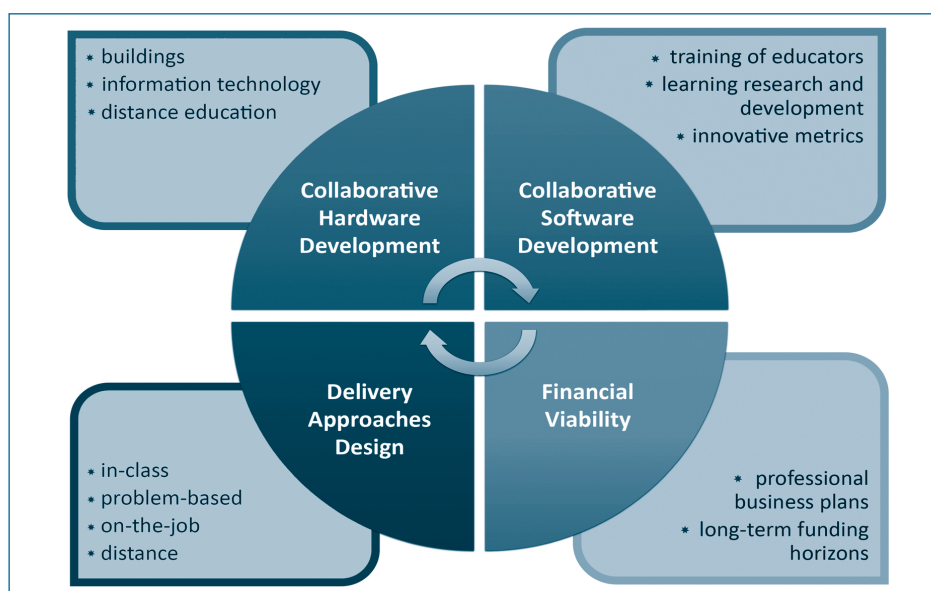 * buildings
* information technology
* distance education
* training of educators
* learning research and
development
* innovative metrics
Collaborative
Hardware
Development
Collaborative
Software
Development
Delivery
Approaches
Design
Financial
Viability
* in-class
* problem-based
* on-the-job
* distance
* professional
business plans
* long-term funding
horizons